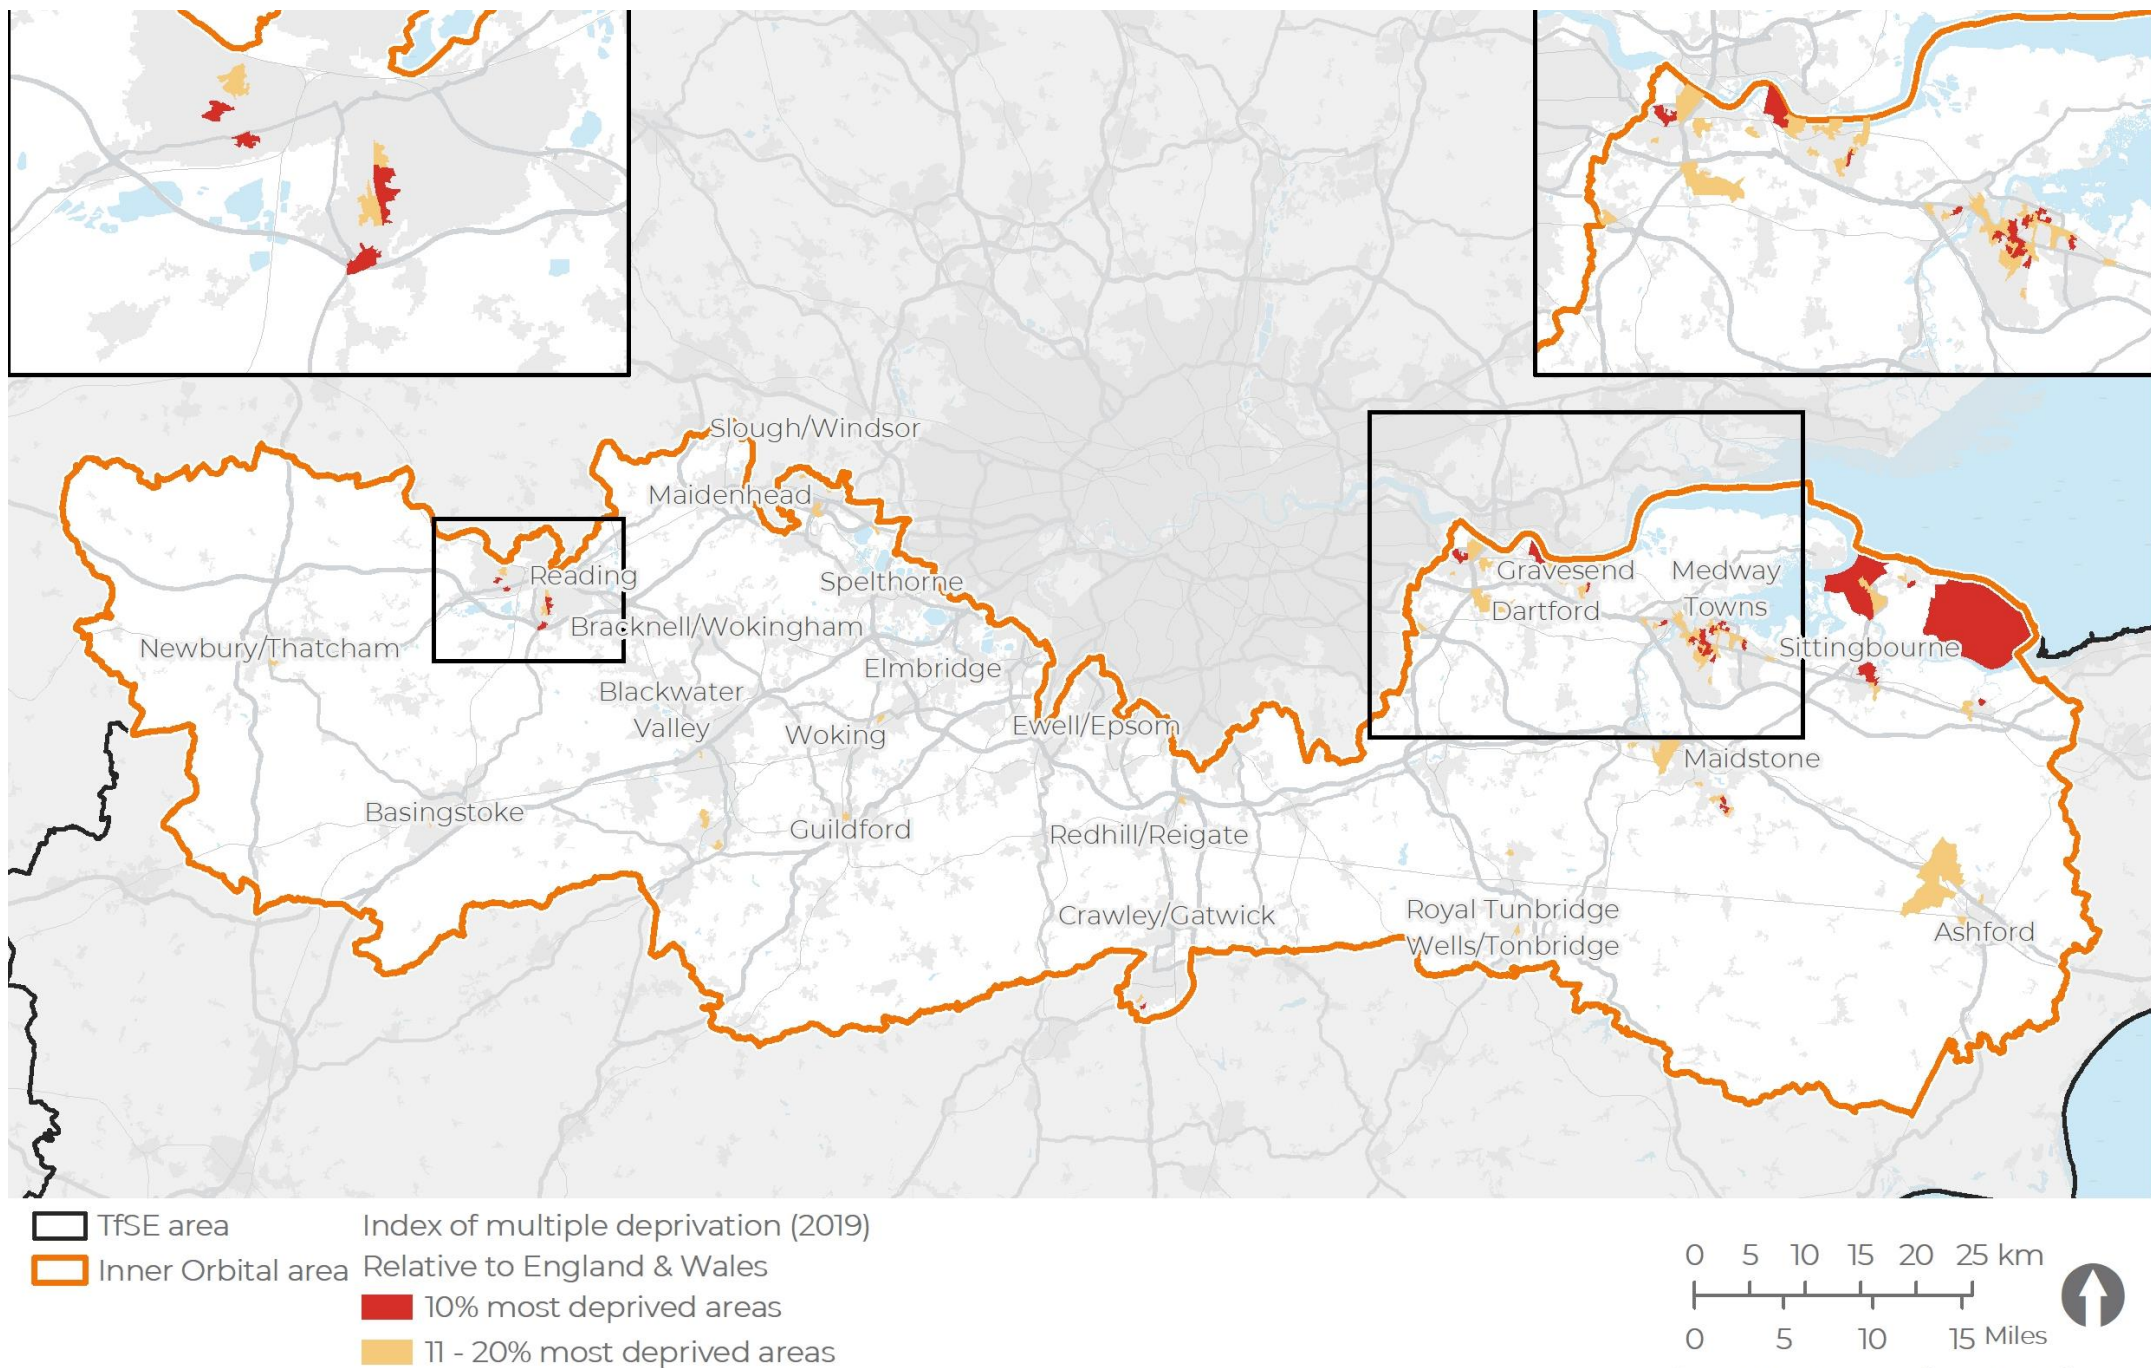 Slough/Windsor
Maidenhead
Reading
Spelthorne
Gravesend
Medway
Towns
Dartford
Bracknell/Wokingham
Newbury/Thatcham
Sittingbourne
Elmbridge
Blackwater
Valley
Woking
Ewell/Epsom
Maidstone
Basingstoke
Guildford
Redhill/Reigate
Crawley/Gatwick
Royal Tunbridge
Wells/Tonbridge
Ashford
TfSE area
Inner Orbital area
Index of multiple deprivation (2019)
Relative to England & Wales
10% most deprived areas
11 - 20% most deprived areas
0 5 10 15 20 25 km
0 5 10 15 Miles